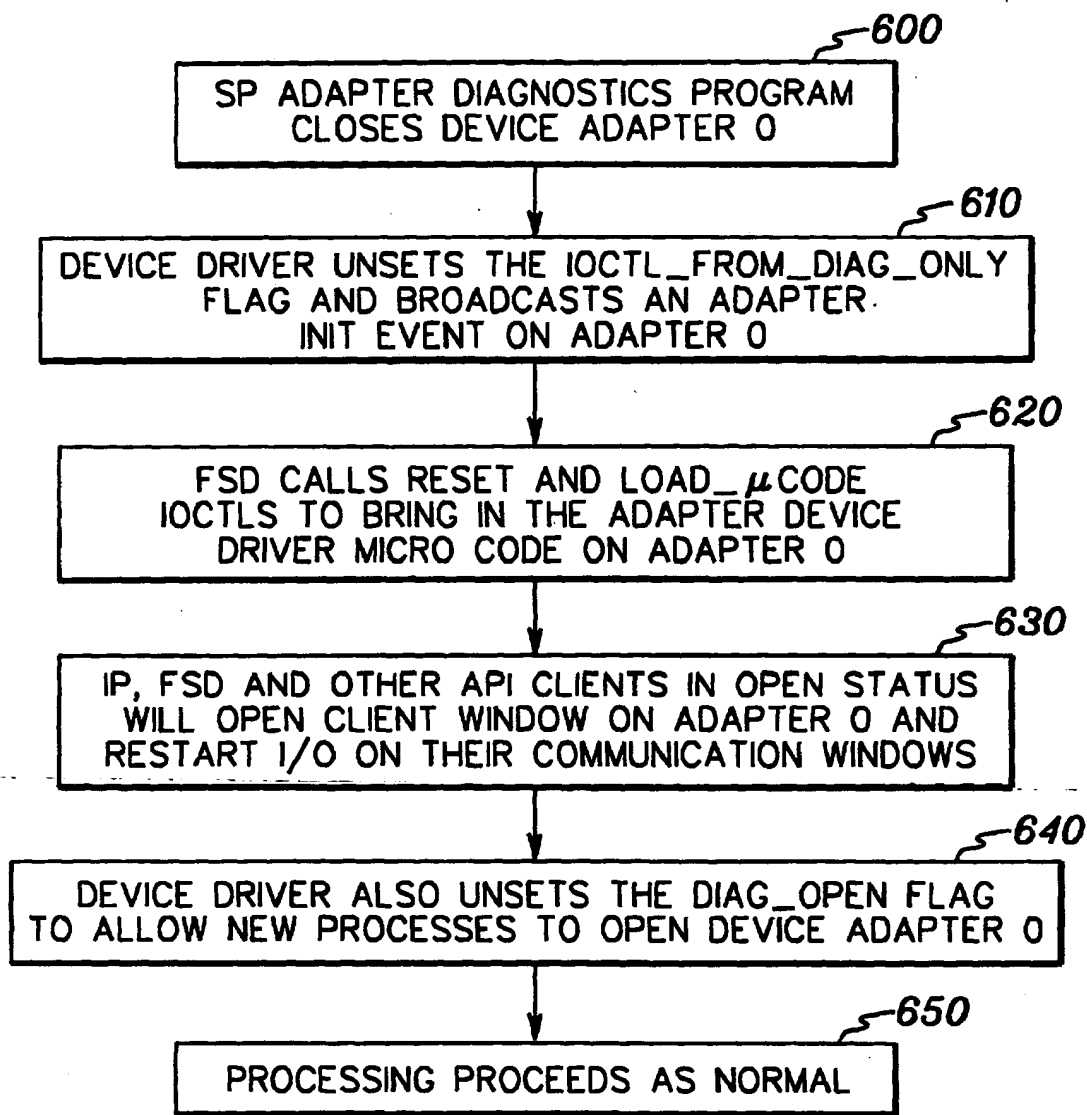 600
SP ADAPTER DIAGNOSTICS PROGRAM
CLOSES DEVICE ADAPTER 0
610
DEVICE DRIVER UNSETS THE IOCTL_FROM_DIAG_ONLY
FLAG AND BROADCASTS AN ADAPTER
INIT EVENT ON ADAPTER 0
620
FSD CALLS RESET AND LOAD_μCODE
IOCTLS TO BRING IN THE ADAPTER DEVICE
DRIVER MICRO CODE ON ADAPTER 0
630
IP, FSD AND OTHER API CLIENTS IN OPEN STATUS
WILL OPEN CLIENT WINDOW ON ADAPTER 0 AND
RESTART I/O ON THEIR COMMUNICATION WINDOWS
640
DEVICE DRIVER ALSO UNSETS THE DIAG_OPEN FLAG
TO ALLOW NEW PROCESSES TO OPEN DEVICE ADAPTER 0
650
PROCESSING PROCEEDS AS NORMAL